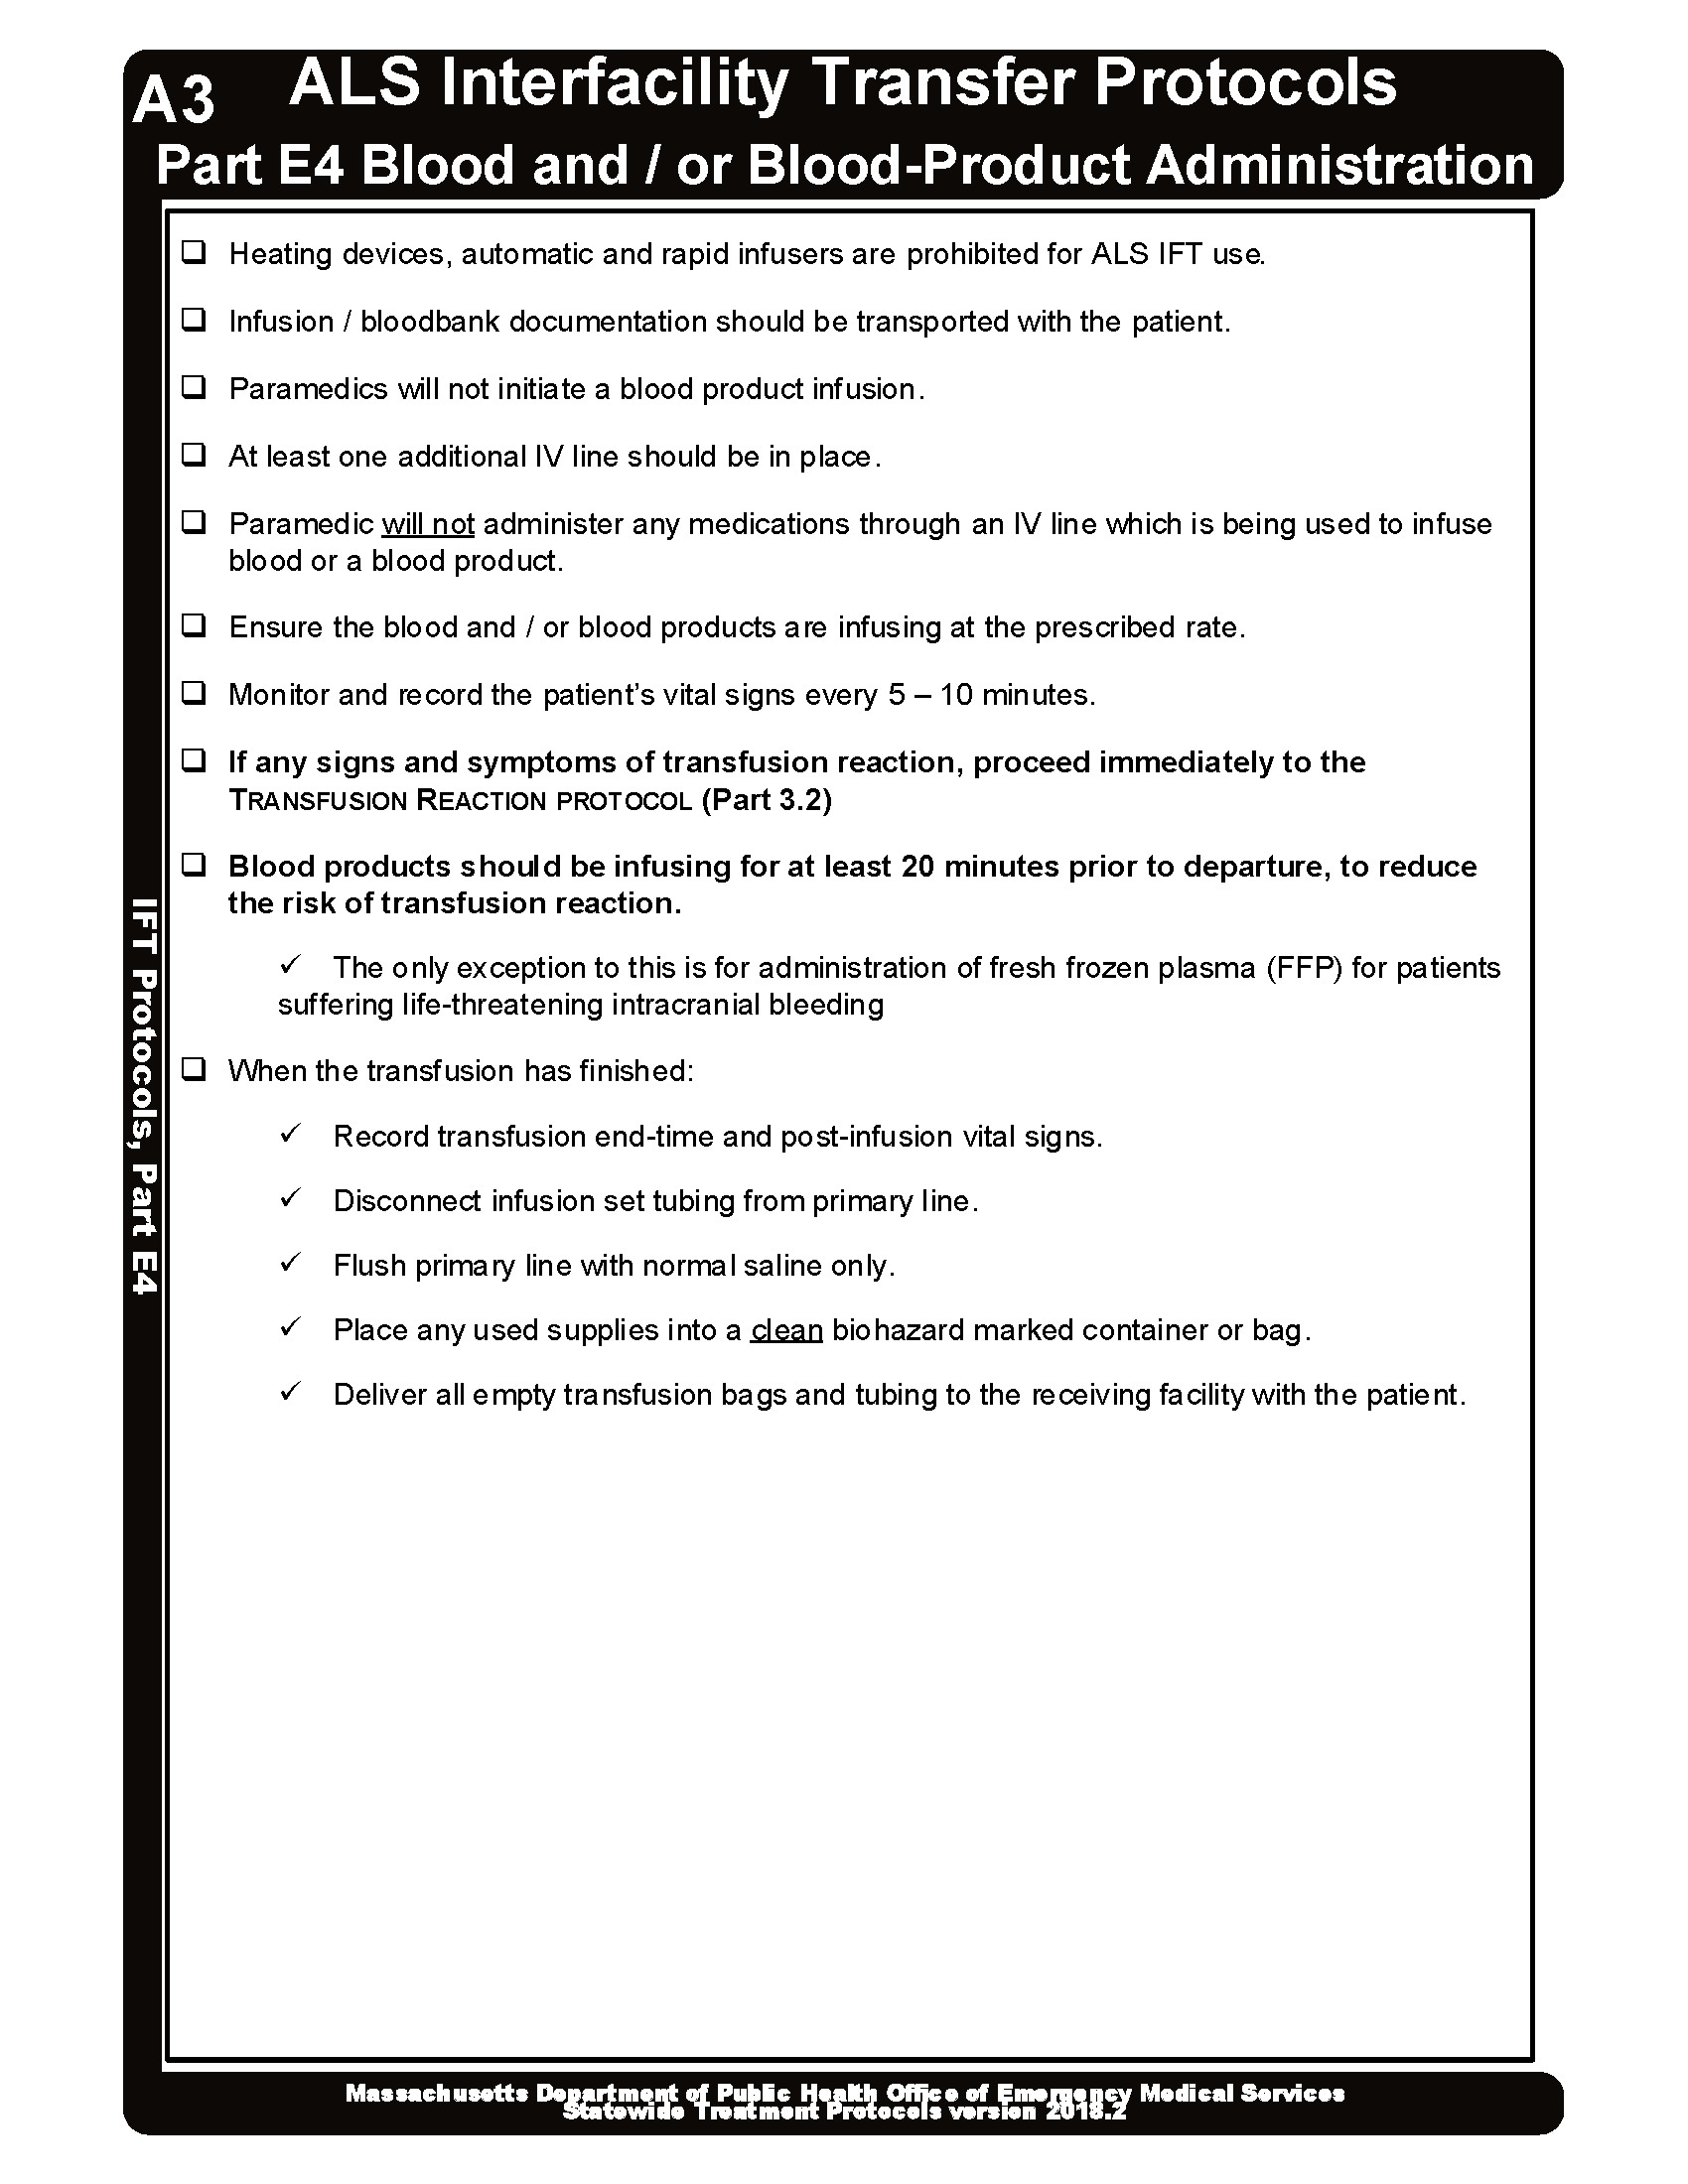 A3
ALS Interfacility Transfer Protocols
Part E4 Blood and / or Blood-Product Administration
❑ Heating devices, automatic and rapid infusers are prohibited for ALS IFT use.
❑ Infusion / bloodbank documentation should be transported with the patient.
❑ Paramedics will not initiate a blood product infusion.
❑ At least one additional IV line should be in place.
❑ Paramedic will not administer any medications through an IV line which is being used to infuse
blood or a blood product.
❑ Ensure the blood and / or blood products are infusing at the prescribed rate.
❑ Monitor and record the patient’s vital signs every 5 – 10 minutes.
❑ If any signs and symptoms of transfusion reaction, proceed immediately to the
TRANSFUSION REACTION PROTOCOL (Part 3.2)
❑ Blood products should be infusing for at least 20 minutes prior to departure, to reduce
the risk of transfusion reaction.
✓ The only exception to this is for administration of fresh frozen plasma (FFP) for patients
suffering life-threatening intracranial bleeding
❑ When the transfusion has finished:
✓ Record transfusion end-time and post-infusion vital signs.
✓ Disconnect infusion set tubing from primary line.
✓ Flush primary line with normal saline only.
✓ Place any used supplies into a clean biohazard marked container or bag.
✓ Deliver all empty transfusion bags and tubing to the receiving facility with the patient.
IFT Protocols, Part E4
Massachusetts Department of Public Health Office of Emergency Medical Services
Statewide Treatment Protocols version 2018.2